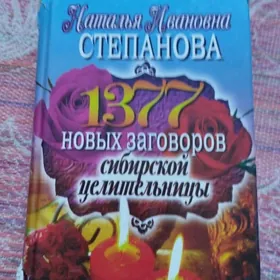 Наталья Ивановна
СТЕПАНОВА
1377
НОВЫХ ЗАГОВОРОВ
сибирской
целительницы